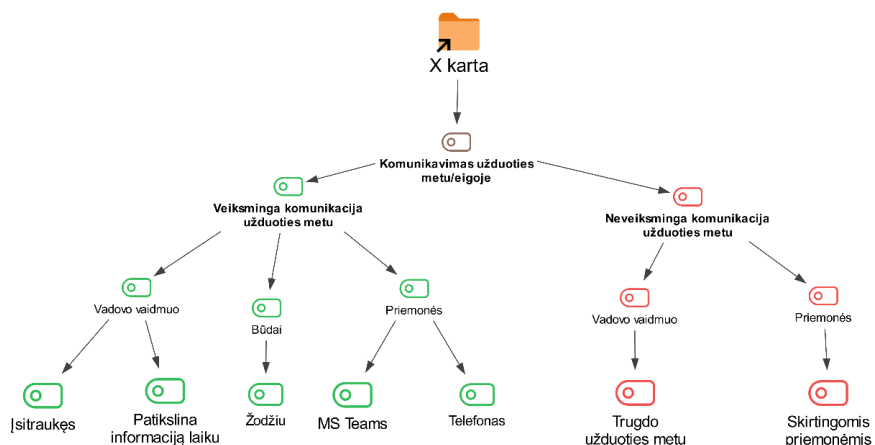 X karta
Komunikavimas užduoties
metu/eigoje
Veiksminga komunikacija
užduoties metu
Neveiksminga komunikacija
užduoties metu
Vadovo vaidmuo
Būdai
Priemonės
Vadovo vaidmuo
Priemonės
Įsitraukęs
Patikslina
informaciją laiku
Žodžiu
MS Teams
Telefonas
Trugdo
užduoties metu
Skirtingomis
priemonėmis